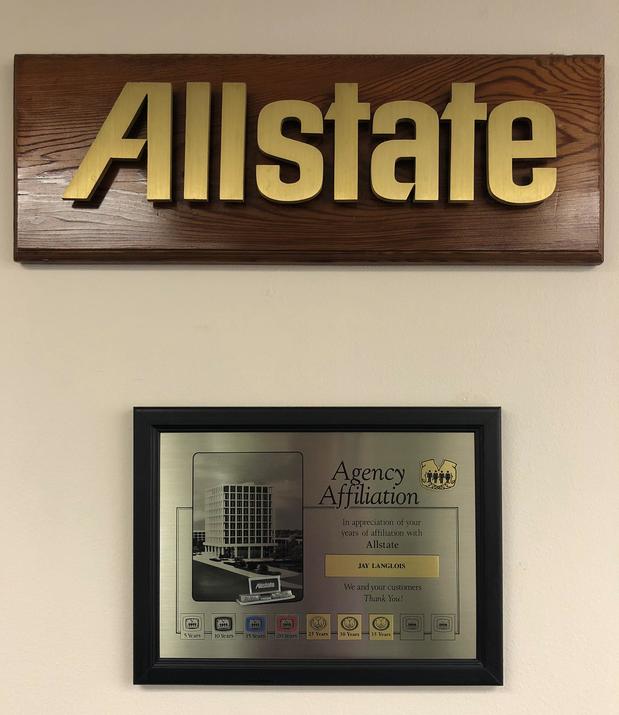 Allstate
Agency
Affiliation
In appreciation of your
years of affiliation with
Allstate
JAY LANGLOIS
We and your customers
Thank You!
Allstate
5 Years 10 Years 15 Years 20 Years 25 Years 30 Years 35 Years